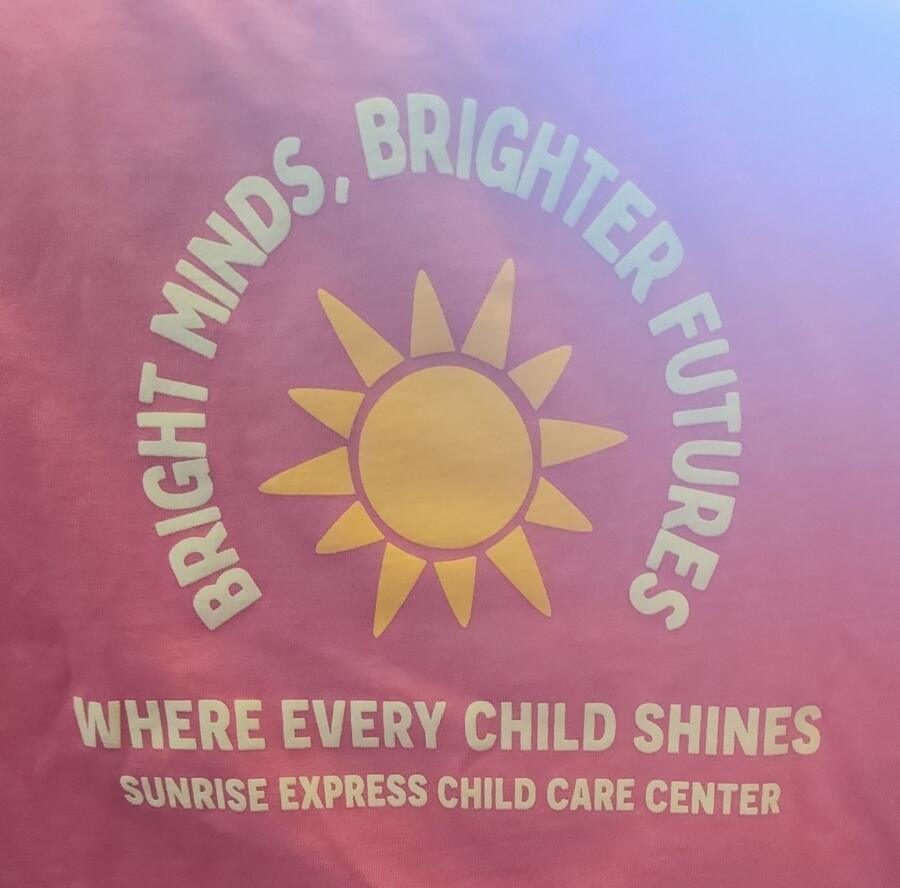 BRIGHT MINDS, BRIGHTER FUTURES
WHERE EVERY CHILD SHINES
SUNRISE EXPRESS CHILD CARE CENTER